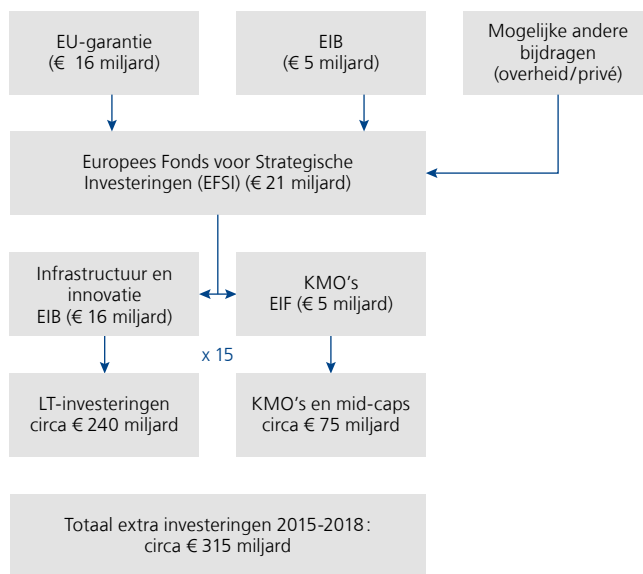 EU-garantie
(€ 16 miljard)
EIB
(€ 5 miljard)
Mogelijke andere
bijdragen
(overheid/privé)
Europees Fonds voor Strategische
Investeringen (EFSI) (€ 21 miljard)
Infrastructuur en
innovatie
EIB (€ 16 miljard)
KMO's
EIF (€ 5 miljard)
x 15
LT-investeringen
circa € 240 miljard
KMO's en mid-caps
circa € 75 miljard
Totaal extra investeringen 2015-2018:
circa € 315 miljard